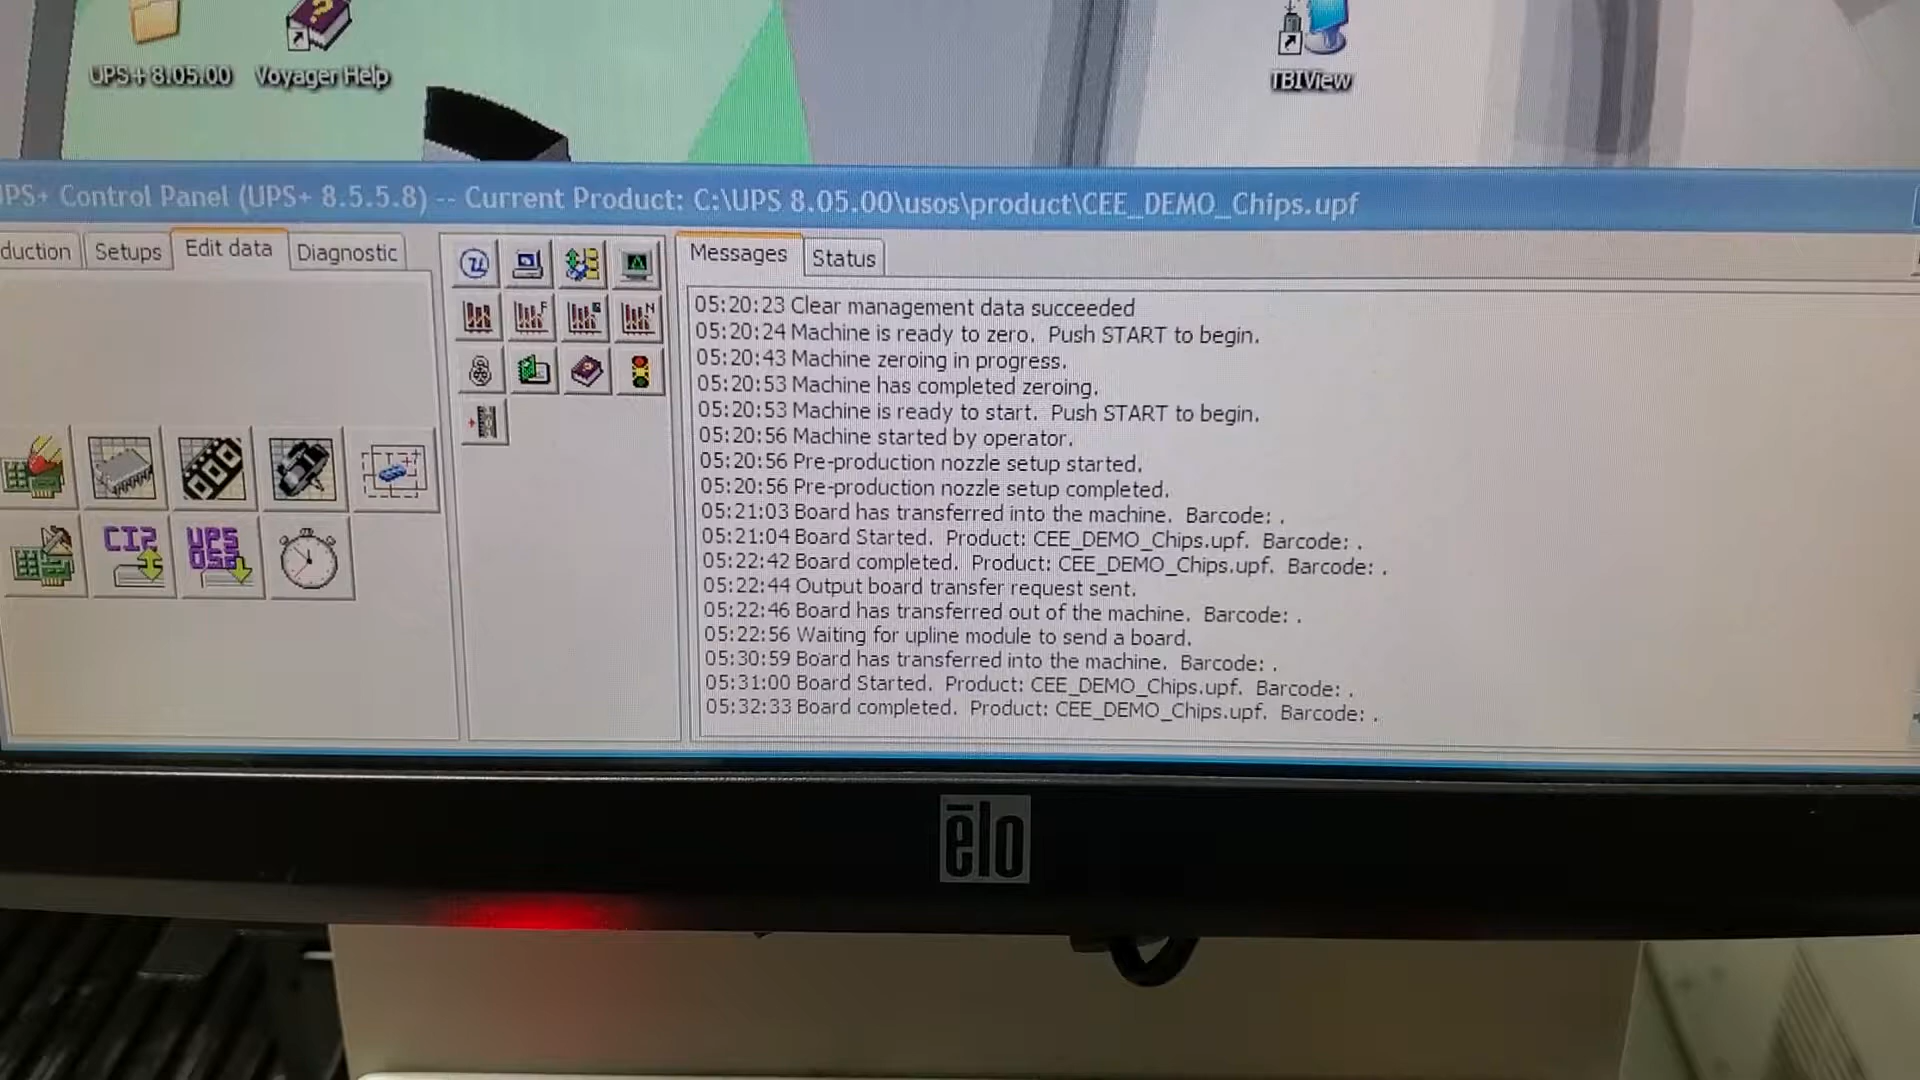 UPS+ 8.05.00
Voyager Help
TBIView
UPS+ Control Panel (UPS+ 8.5.5.8) -- Current Product: C:\UPS 8.05.00\usos\product\CEE_DEMO_Chips.upf
duction
Setups
Edit data
Diagnostic
Messages
Status
05:20:23 Clear management data succeeded
05:20:24 Machine is ready to zero. Push START to begin.
05:20:43 Machine zeroing in progress.
05:20:53 Machine has completed zeroing.
05:20:53 Machine is ready to start. Push START to begin.
05:20:56 Machine started by operator.
05:20:56 Pre-production nozzle setup started.
05:20:56 Pre-production nozzle setup completed.
05:21:03 Board has transferred into the machine. Barcode: .
05:21:04 Board Started. Product: CEE_DEMO_Chips.upf. Barcode: .
05:22:42 Board completed. Product: CEE_DEMO_Chips.upf. Barcode: .
05:22:44 Output board transfer request sent.
05:22:46 Board has transferred out of the machine. Barcode: .
05:22:56 Waiting for upline module to send a board.
05:30:59 Board has transferred into the machine. Barcode: .
05:31:00 Board Started. Product: CEE_DEMO_Chips.upf. Barcode: .
05:32:33 Board completed. Product: CEE_DEMO_Chips.upf. Barcode: .
UPS
elo